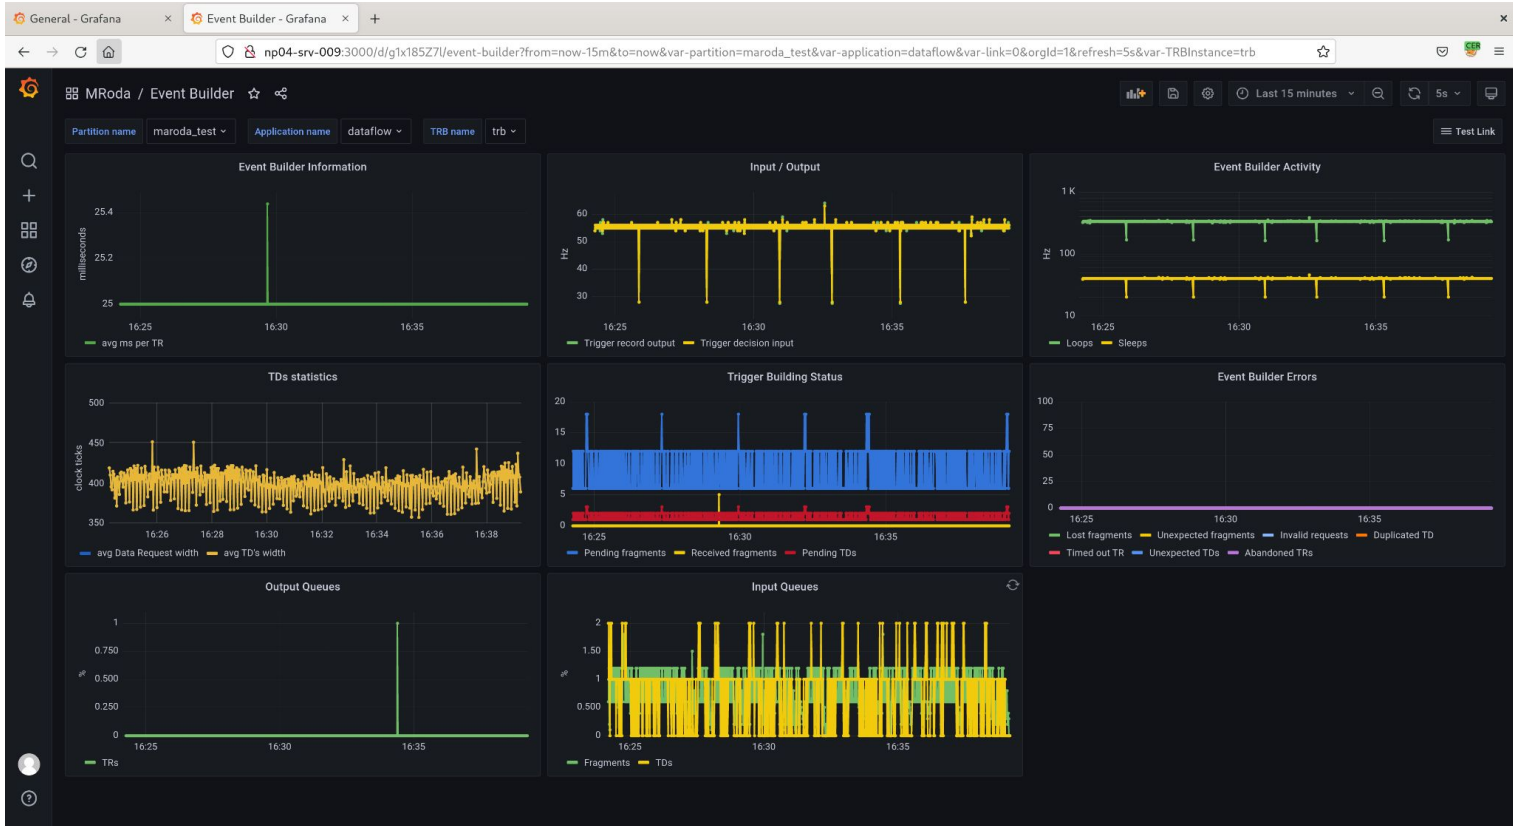 General - Grafana × Event Builder - Grafana × + ×
np04-srv-009:3000/d/g1x185Z7l/event-builder?from=now-15m&to=now&var-partition=maroda_test&var-application=dataflow&var-link=0&orgId=1&refresh=5s&var-TRBInstance=trb
CER
MRoda / Event Builder
Last 15 minutes
5s
Partition name maroda_test Application name dataflow TRB name trb
Test Link
Event Builder Information
milliseconds
25.4
25.2
25
16:25 16:30 16:35
avg ms per TR
Input / Output
Hz
60
50
40
30
16:25 16:30 16:35
Trigger record output Trigger decision input
Event Builder Activity
Hz
1 K
100
10
16:25 16:30 16:35
Loops Sleeps
TDs statistics
clock ticks
500
450
400
350
16:26 16:28 16:30 16:32 16:34 16:36 16:38
avg Data Request width avg TD's width
Trigger Building Status
20
15
10
5
0
16:25 16:30 16:35
Pending fragments Received fragments Pending TDs
Event Builder Errors
100
75
50
25
0
16:25 16:30 16:35
Lost fragments Unexpected fragments Invalid requests Duplicated TD
Timed out TR Unexpected TDs Abandoned TRs
Output Queues
%
1
0.750
0.500
0.250
0
16:25 16:30 16:35
TRs
Input Queues
%
2
1.50
1
0.500
0
16:25 16:30 16:35
Fragments TDs